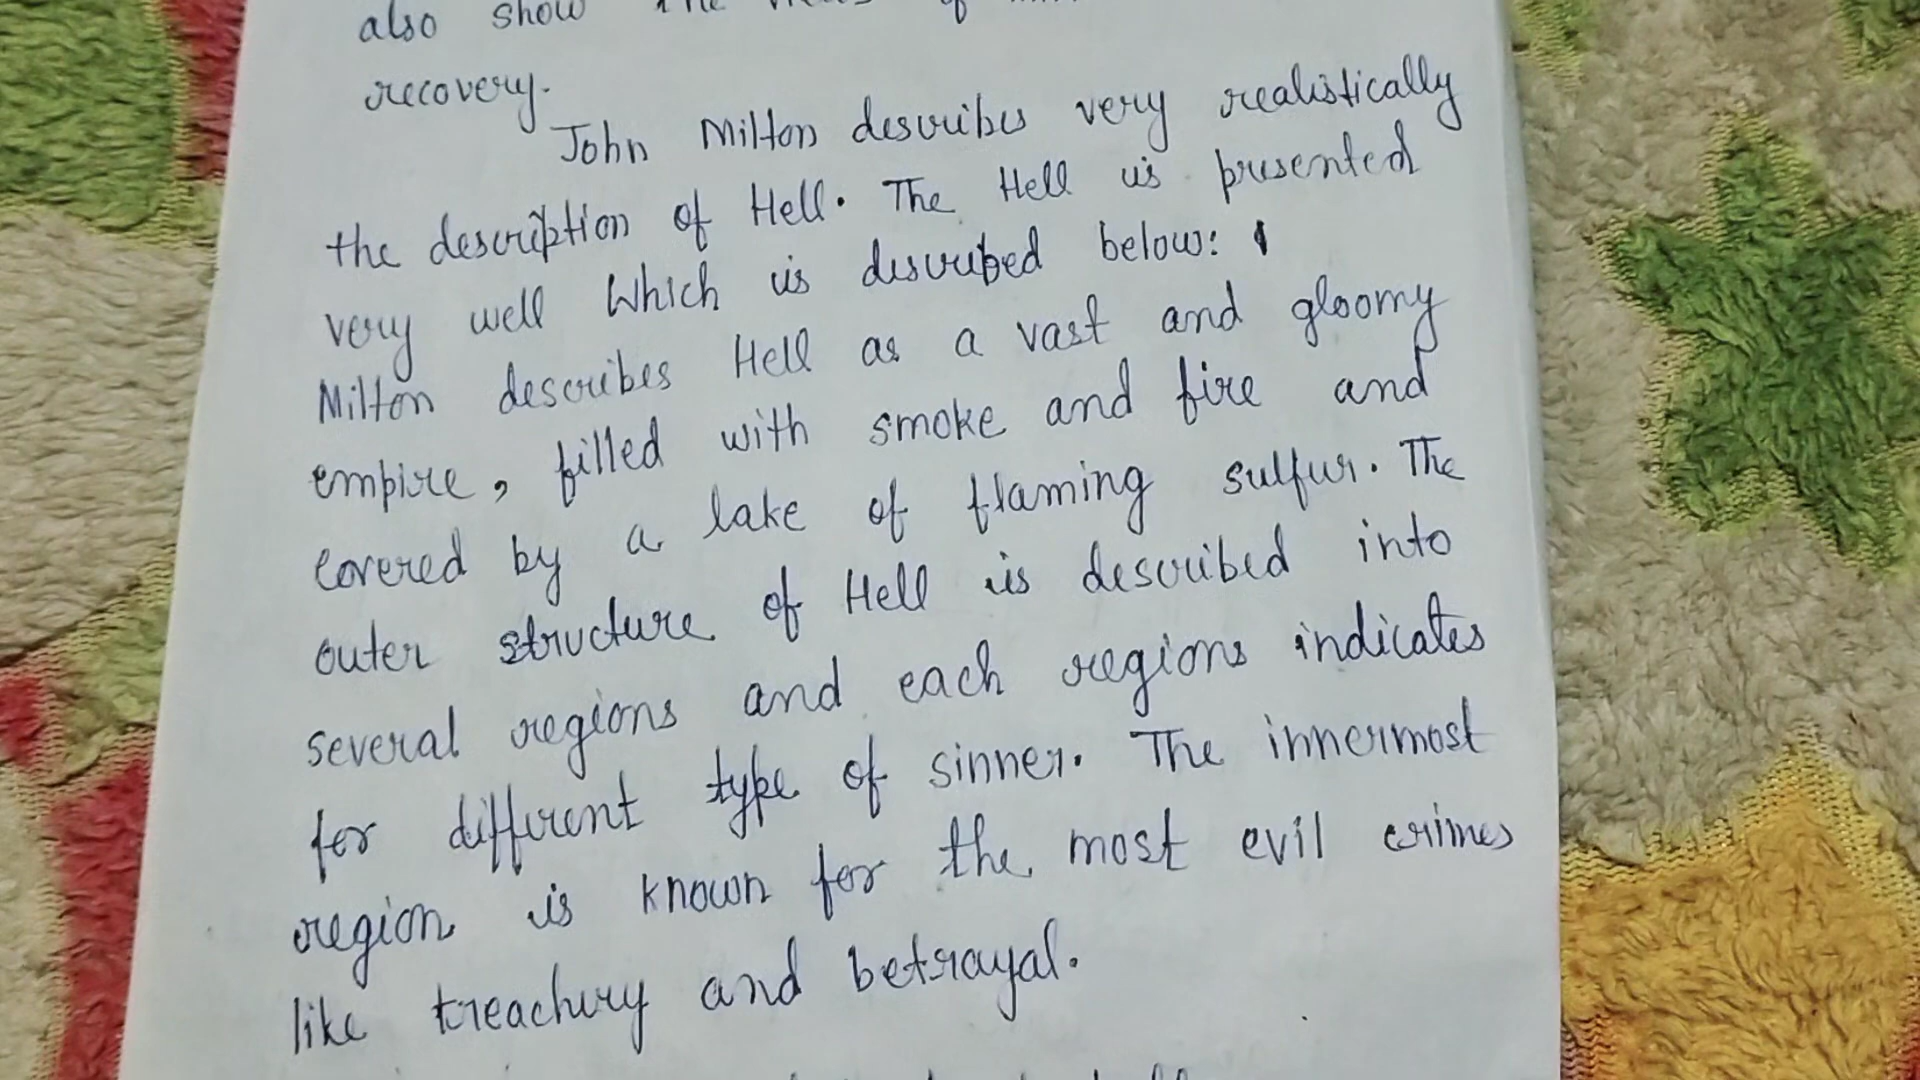 also show the of
recovery.
John Milton describes very realistically
the description of Hell. The Hell is presented
very well Which is described below:
Milton describes Hell as a vast and gloomy
empire, filled with smoke and fire and
covered by a lake of flaming sulfur. The
outer structure of Hell is described into
several regions and each regions indicates
for different type of sinner. The innermost
region is known for the most evil crimes
like treachery and betrayal.